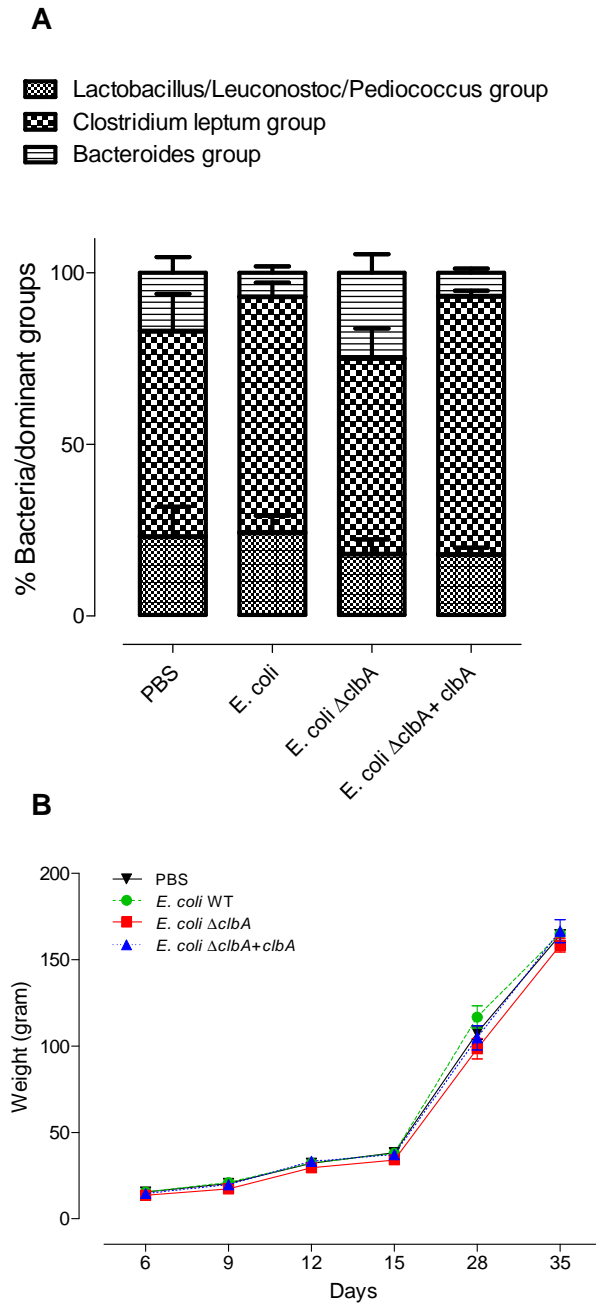 A
Lactobacillus/Leuconostoc/Pediococcus group
Clostridium leptum group
Bacteroides group
% Bacteria/dominant groups
100
50
0
PBS
E. coli
E. coli ΔclbA
E. coli ΔclbA+ clbA
B
Weight (gram)
200
150
100
50
0
PBS
E. coli WT
E. coli ΔclbA
E. coli ΔclbA+clbA
6 9 12 15 28 35
Days